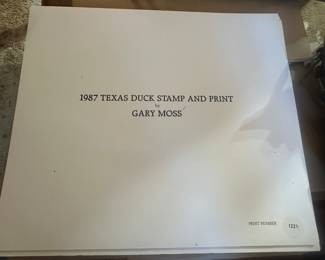 1987 TEXAS DUCK STAMP AND PRINT
by
GARY MOSS
PRINT NUMBER 1221